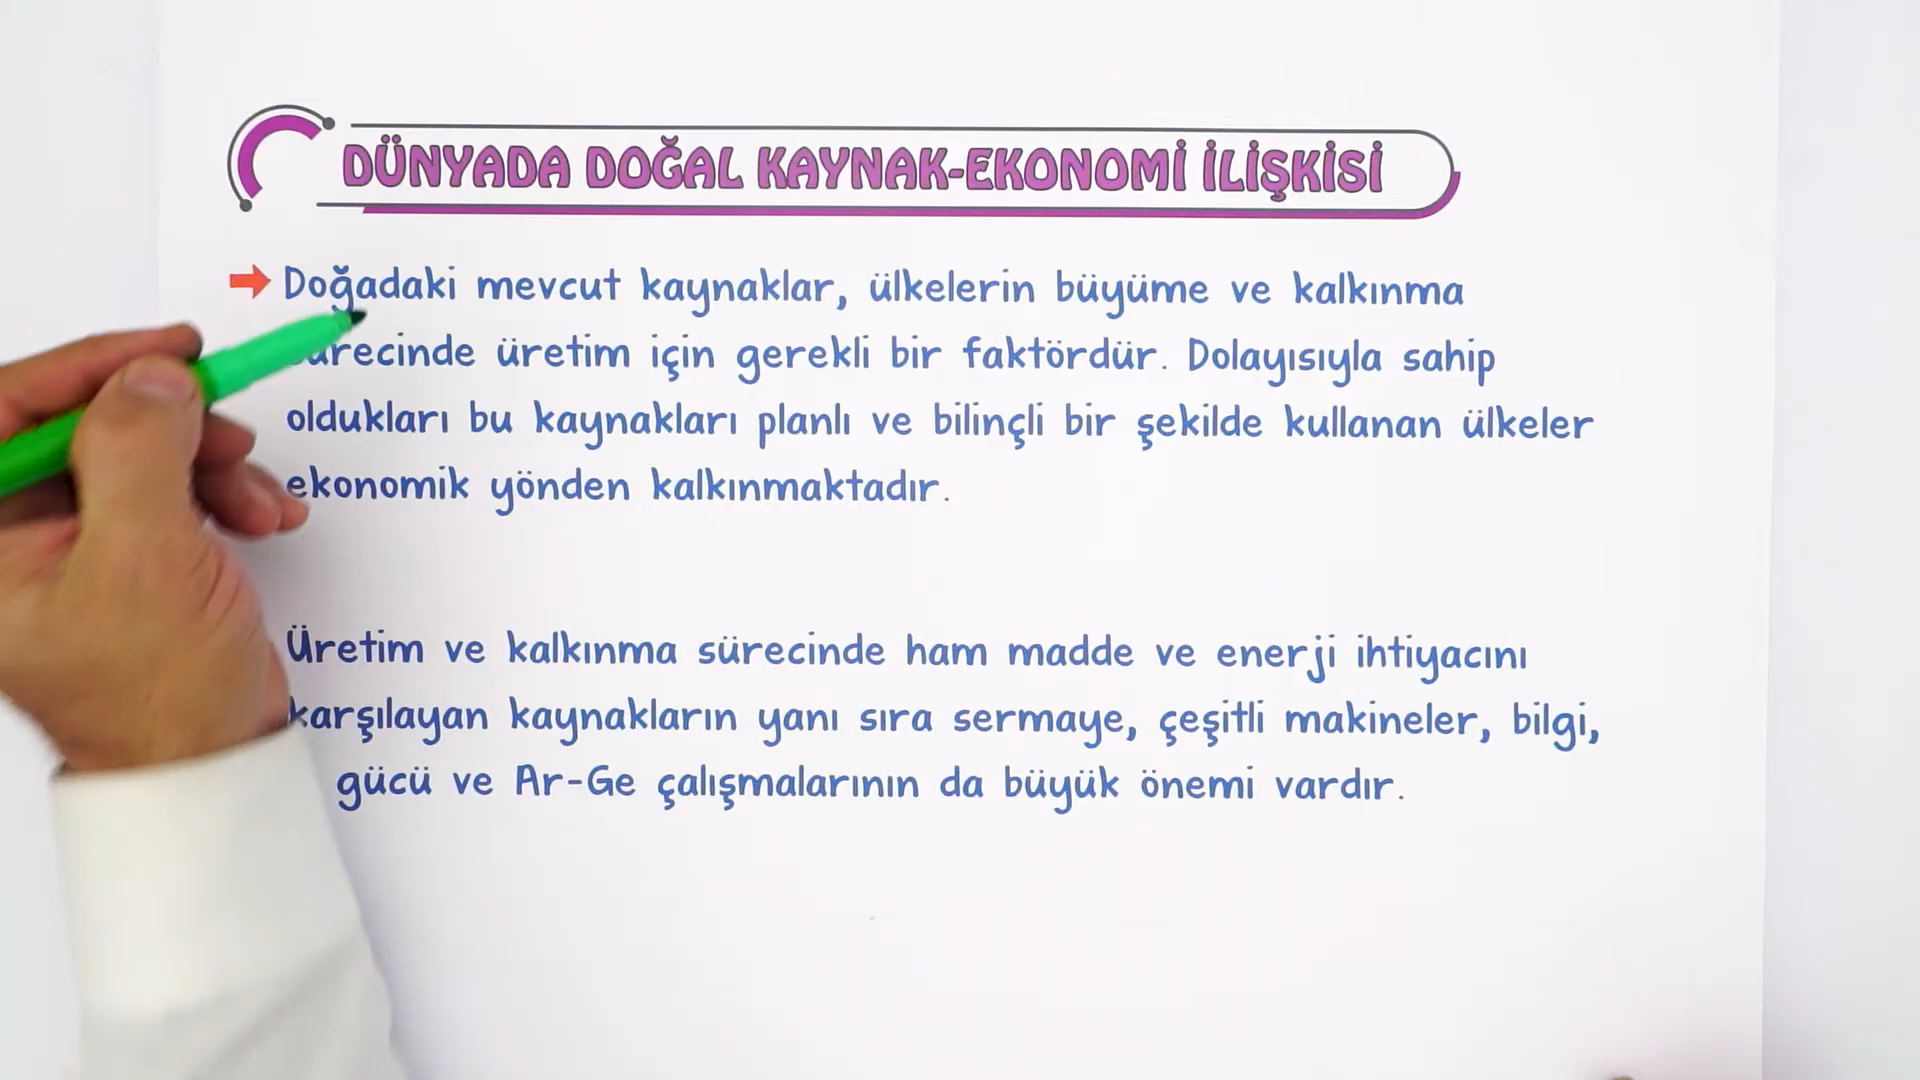 DÜNYADA DOĞAL KAYNAK-EKONOMİ İLİŞKİSİ
Doğadaki mevcut kaynaklar, ülkelerin büyüme ve kalkınma
sürecinde üretim için gerekli bir faktördür. Dolayısıyla sahip
oldukları bu kaynakları planlı ve bilinçli bir şekilde kullanan ülkeler
ekonomik yönden kalkınmaktadır.
Üretim ve kalkınma sürecinde ham madde ve enerji ihtiyacını
karşılayan kaynakların yanı sıra sermaye, çeşitli makineler, bilgi,
gücü ve Ar-Ge çalışmalarının da büyük önemi vardır.